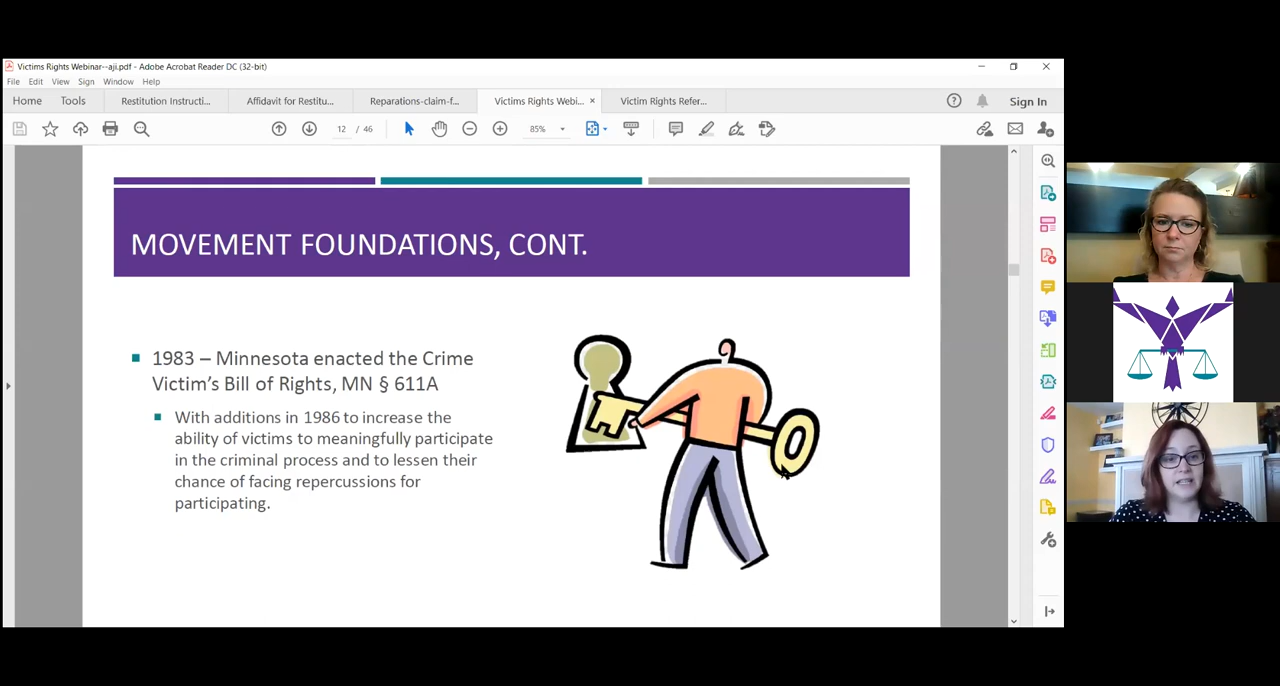 Victims Rights Webinar--aji.pdf - Adobe Acrobat Reader DC (32-bit)
File Edit View Sign Window Help
Home Tools Restitution Instructi... Affidavit for Restitu... Reparations-claim-f... Victims Rights Webi... × Victim Rights Refer... Sign In
12 / 46 85%
MOVEMENT FOUNDATIONS, CONT.
1983 – Minnesota enacted the Crime
Victim’s Bill of Rights, MN § 611A
With additions in 1986 to increase the
ability of victims to meaningfully participate
in the criminal process and to lessen their
chance of facing repercussions for
participating.